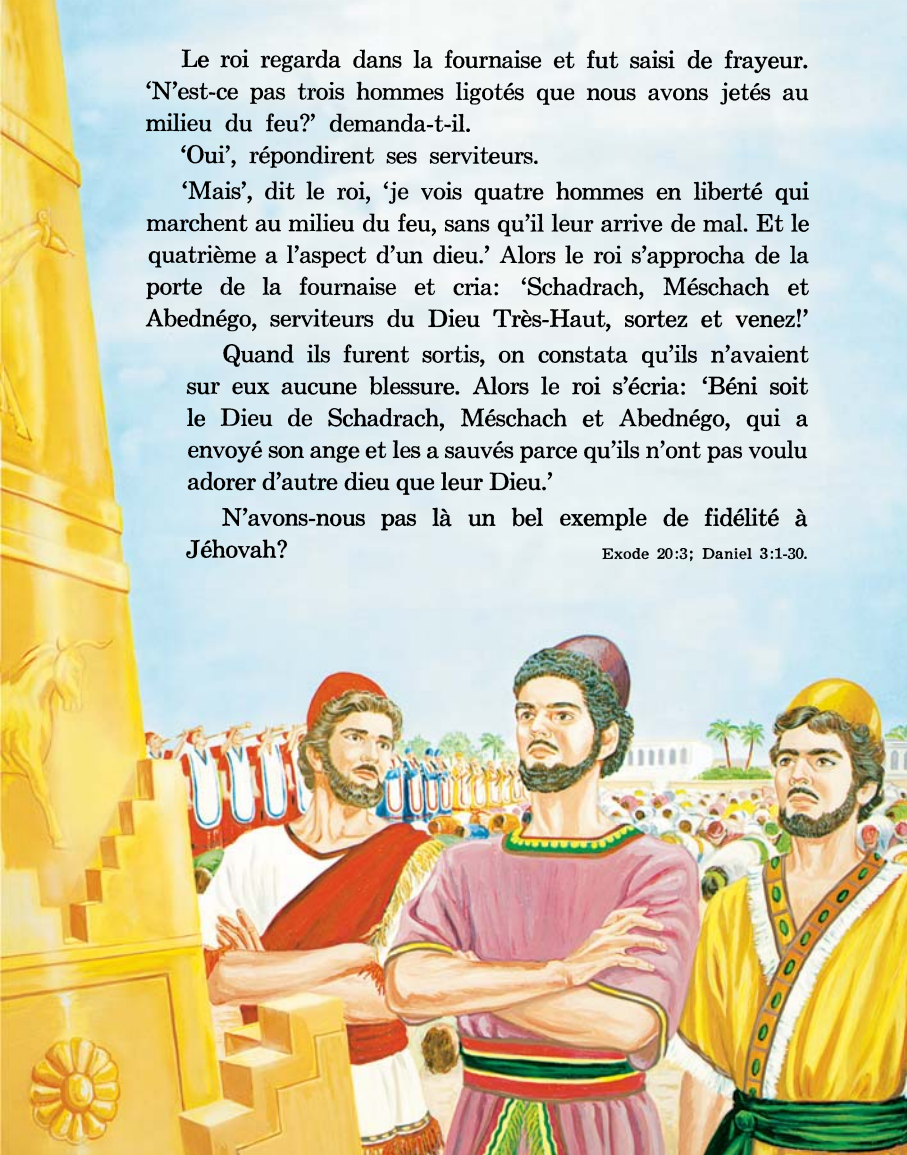 Le roi regarda dans la fournaise et fut saisi de frayeur.
‘N’est-ce pas trois hommes ligotés que nous avons jetés au
milieu du feu?’ demanda-t-il.
‘Oui’, répondirent ses serviteurs.
‘Mais’, dit le roi, ‘je vois quatre hommes en liberté qui
marchent au milieu du feu, sans qu’il leur arrive de mal. Et le
quatrième a l’aspect d’un dieu.’ Alors le roi s’approcha de la
porte de la fournaise et cria: ‘Schadrach, Méschach et
Abednégo, serviteurs du Dieu Très-Haut, sortez et venez!’
Quand ils furent sortis, on constata qu’ils n’avaient
sur eux aucune blessure. Alors le roi s’écria: ‘Béni soit
le Dieu de Schadrach, Méschach et Abednégo, qui a
envoyé son ange et les a sauvés parce qu’ils n’ont pas voulu
adorer d’autre dieu que leur Dieu.’
N’avons-nous pas là un bel exemple de fidélité à
Jéhovah? Exode 20:3; Daniel 3:1-30.